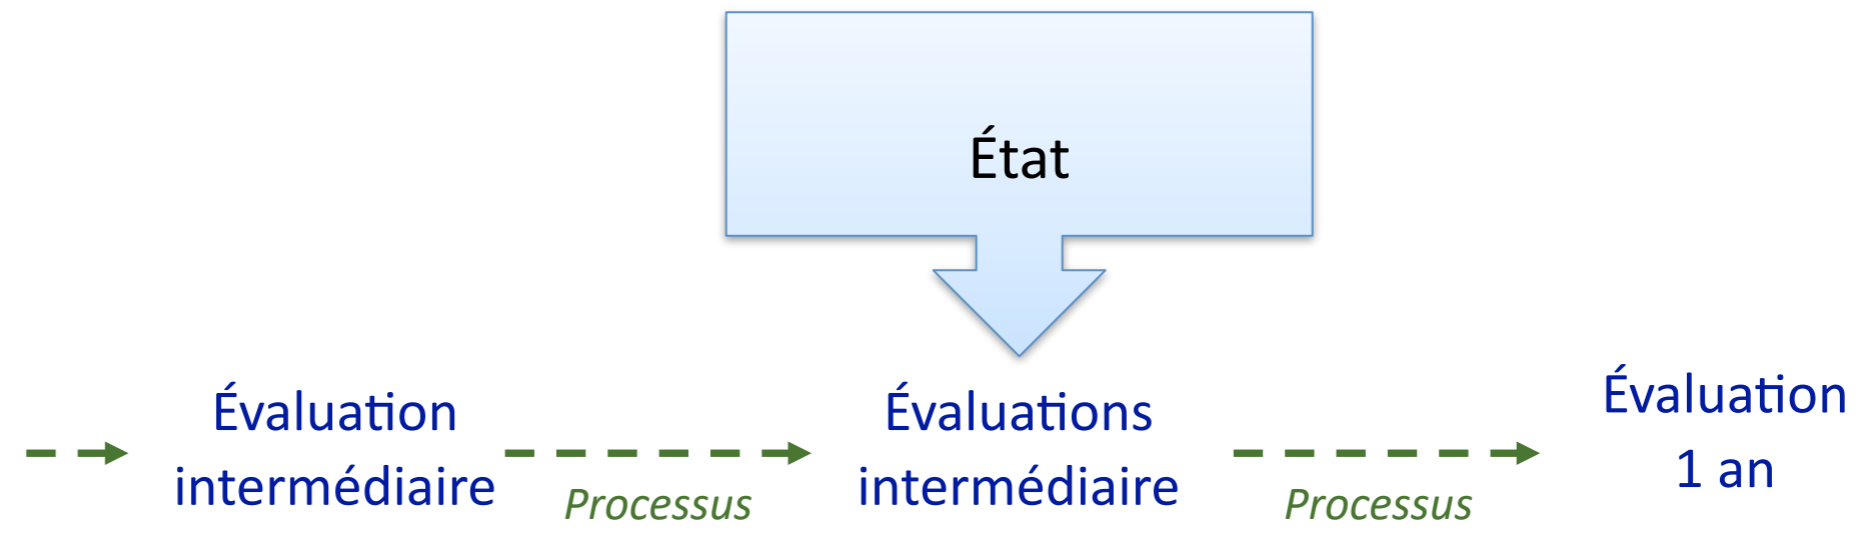 État
Évaluation
intermédiaire
Processus
Évaluations
intermédiaire
Processus
Évaluation
1 an